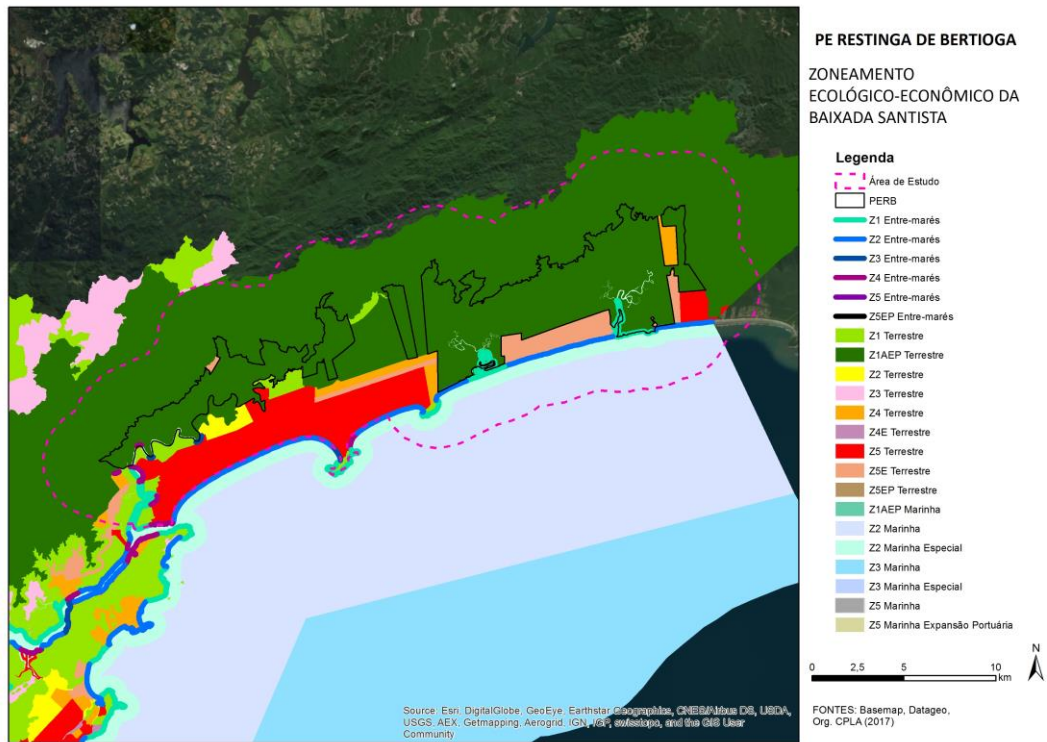 PE RESTINGA DE BERTIOGA
ZONEAMENTO
ECOLÓGICO-ECONÔMICO DA
BAIXADA SANTISTA
Legenda
Área de Estudo
PERB
Z1 Entre-marés
Z2 Entre-marés
Z3 Entre-marés
Z4 Entre-marés
Z5 Entre-marés
Z5EP Entre-marés
Z1 Terrestre
Z1AEP Terrestre
Z2 Terrestre
Z3 Terrestre
Z4 Terrestre
Z4E Terrestre
Z5 Terrestre
Z5E Terrestre
Z5EP Terrestre
Z1AEP Marinha
Z2 Marinha
Z2 Marinha Especial
Z3 Marinha
Z3 Marinha Especial
Z5 Marinha
Z5 Marinha Expansão Portuária
N
0 2,5 5 10
km
FONTES: Basemap, Datageo,
Org. CPLA (2017)
Source: Esri, DigitalGlobe, GeoEye, Earthstar Geographics, CNES/Airbus DS, USDA,
USGS, AEX, Getmapping, Aerogrid, IGN, IGP, swisstopo, and the GIS User
Community